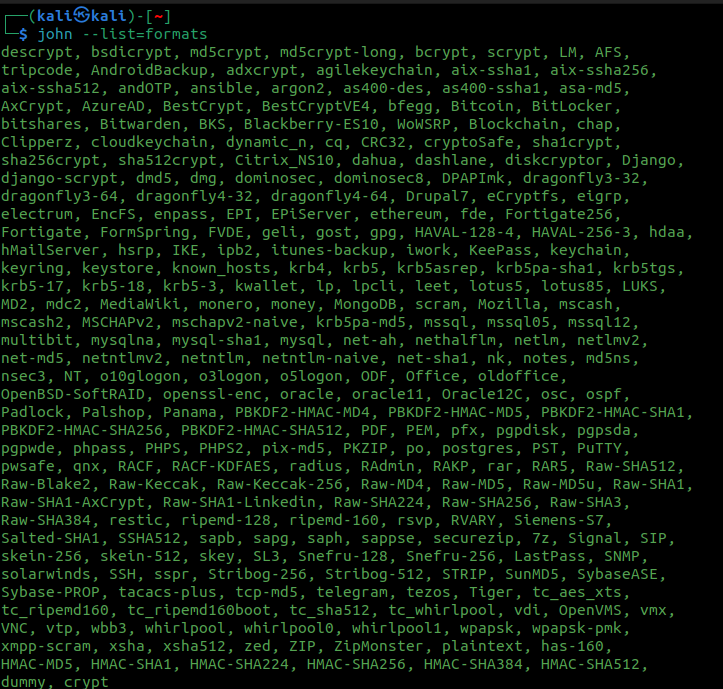 ┌──(kali㉿kali)-[~]
└─$ john --list=formats
descrypt, bsdicrypt, md5crypt, md5crypt-long, bcrypt, scrypt, LM, AFS,
tripcode, AndroidBackup, adxcrypt, agilekeychain, aix-ssha1, aix-ssha256,
aix-ssha512, andOTP, ansible, argon2, as400-des, as400-ssha1, asa-md5,
AxCrypt, AzureAD, BestCrypt, BestCryptVE4, bfegg, Bitcoin, BitLocker,
bitshares, Bitwarden, BKS, Blackberry-ES10, WoWSRP, Blockchain, chap,
Clipperz, cloudkeychain, dynamic_n, cq, CRC32, cryptoSafe, sha1crypt,
sha256crypt, sha512crypt, Citrix_NS10, dahua, dashlane, diskcryptor, Django,
django-scrypt, dmd5, dmg, dominosec, dominosec8, DPAPImk, dragonfly3-32,
dragonfly3-64, dragonfly4-32, dragonfly4-64, Drupal7, eCryptfs, eigrp,
electrum, EncFS, enpass, EPI, EPiServer, ethereum, fde, Fortigate256,
Fortigate, FormSpring, FVDE, geli, gost, gpg, HAVAL-128-4, HAVAL-256-3, hdaa,
hMailServer, hsrp, IKE, ipb2, itunes-backup, iwork, KeePass, keychain,
keyring, keystore, known_hosts, krb4, krb5, krb5asrep, krb5pa-sha1, krb5tgs,
krb5-17, krb5-18, krb5-3, kwallet, lp, lpcli, leet, lotus5, lotus85, LUKS,
MD2, mdc2, MediaWiki, monero, money, MongoDB, scram, Mozilla, mscash,
mscash2, MSCHAPv2, mschapv2-naive, krb5pa-md5, mssql, mssql05, mssql12,
multibit, mysqlna, mysql-sha1, mysql, net-ah, nethalflm, netlm, netlmv2,
net-md5, netntlmv2, netntlm, netntlm-naive, net-sha1, nk, notes, md5ns,
nsec3, NT, o10glogon, o3logon, o5logon, ODF, Office, oldoffice,
OpenBSD-SoftRAID, openssl-enc, oracle, oracle11, Oracle12C, osc, ospf,
Padlock, Palshop, Panama, PBKDF2-HMAC-MD4, PBKDF2-HMAC-MD5, PBKDF2-HMAC-SHA1,
PBKDF2-HMAC-SHA256, PBKDF2-HMAC-SHA512, PDF, PEM, pfx, pgpdisk, pgpsda,
pgpwde, phpass, PHPS, PHPS2, pix-md5, PKZIP, po, postgres, PST, PuTTY,
pwsafe, qnx, RACF, RACF-KDFAES, radius, RAdmin, RAKP, rar, RAR5, Raw-SHA512,
Raw-Blake2, Raw-Keccak, Raw-Keccak-256, Raw-MD4, Raw-MD5, Raw-MD5u, Raw-SHA1,
Raw-SHA1-AxCrypt, Raw-SHA1-Linkedin, Raw-SHA224, Raw-SHA256, Raw-SHA3,
Raw-SHA384, restic, ripemd-128, ripemd-160, rsvp, RVARY, Siemens-S7,
Salted-SHA1, SSHA512, sapb, sapg, saph, sappse, securezip, 7z, Signal, SIP,
skein-256, skein-512, skey, SL3, Snefru-128, Snefru-256, LastPass, SNMP,
solarwinds, SSH, sspr, Stribog-256, Stribog-512, STRIP, SunMD5, SybaseASE,
Sybase-PROP, tacacs-plus, tcp-md5, telegram, tezos, Tiger, tc_aes_xts,
tc_ripemd160, tc_ripemd160boot, tc_sha512, tc_whirlpool, vdi, OpenVMS, vmx,
VNC, vtp, wbb3, whirlpool, whirlpool0, whirlpool1, wpapsk, wpapsk-pmk,
xmpp-scram, xsha, xsha512, zed, ZIP, ZipMonster, plaintext, has-160,
HMAC-MD5, HMAC-SHA1, HMAC-SHA224, HMAC-SHA256, HMAC-SHA384, HMAC-SHA512,
dummy, crypt